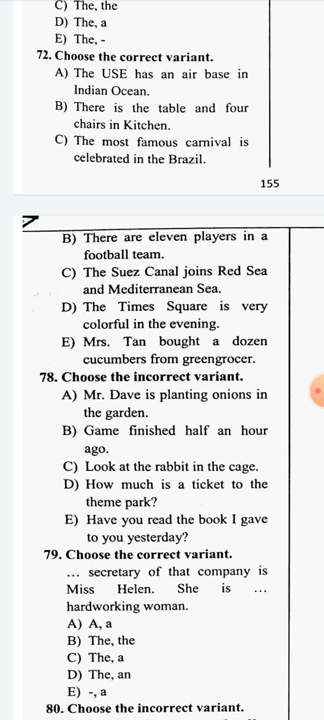 C) The, the
D) The, a
E) The, -
72. Choose the correct variant.
A) The USE has an air base in
Indian Ocean.
B) There is the table and four
chairs in Kitchen.
C) The most famous carnival is
celebrated in the Brazil.
155
B) There are eleven players in a
football team.
C) The Suez Canal joins Red Sea
and Mediterranean Sea.
D) The Times Square is very
colorful in the evening.
E) Mrs. Tan bought a dozen
cucumbers from greengrocer.
78. Choose the incorrect variant.
A) Mr. Dave is planting onions in
the garden.
B) Game finished half an hour
ago.
C) Look at the rabbit in the cage.
D) How much is a ticket to the
theme park?
E) Have you read the book I gave
to you yesterday?
79. Choose the correct variant.
... secretary of that company is
Miss Helen. She is ...
hardworking woman.
A) A, a
B) The, the
C) The, a
D) The, an
E) -, a
80. Choose the incorrect variant.